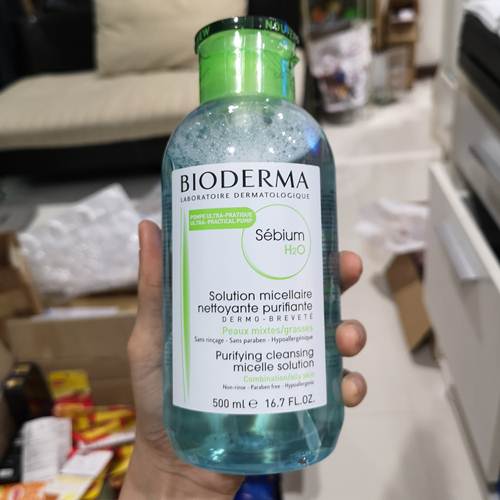 BIODERMA
LABORATOIRE DERMATOLOGIQUE
POMPE ULTRA-PRATIQUE
ULTRA-PRACTICAL PUMP
Sébium
H2O
Solution micellaire
nettoyante purifiante
DERMO-BREVETÉ
Peaux mixtes/grasses
Sans rinçage - Sans paraben - Hypoallergénique
Purifying cleansing
micelle solution
Combination/oily skin
Non-rinse - Paraben free - Hypoallergenic
500 ml e 16.7 FL.OZ.